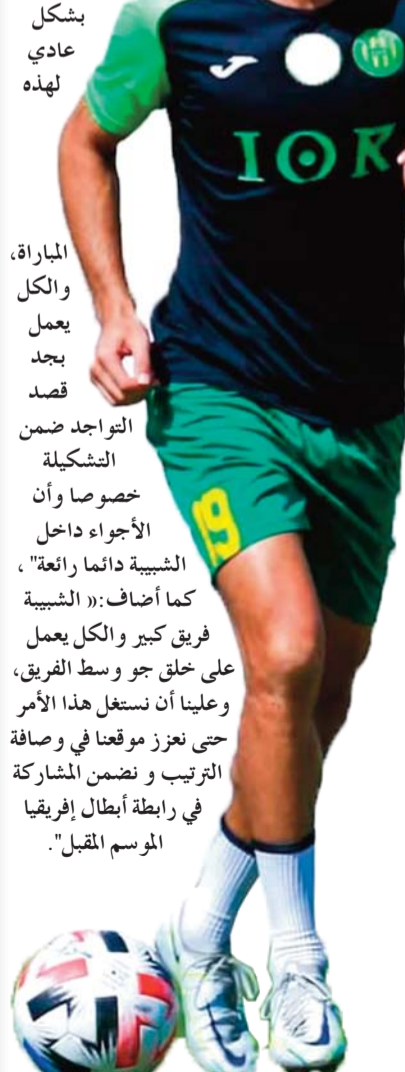 بشكل
عادي
لهذه
IOK
المباراة،
والكل
يعمل
بجد
قصد
التواجد ضمن
التشكيلة
خصوصا وأن
19
الأجواء داخل
الشبيبة دائما رائعة" ،
كما أضاف:« الشبيبة
فريق كبير والكل يعمل
على خلق جو وسط الفريق،
وعلينا أن نستغل هذا الأمر
حتى نعزز موقعنا في وصافة
الترتيب و نضمن المشاركة
في رابطة أبطال إفريقيا
الموسم المقبل".